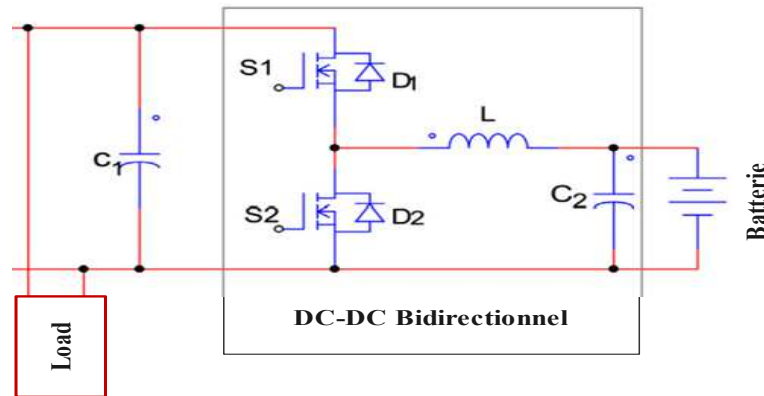 S1
D1
L
C1
S2
D2
C2
Batterie
DC-DC Bidirectionnel
Load